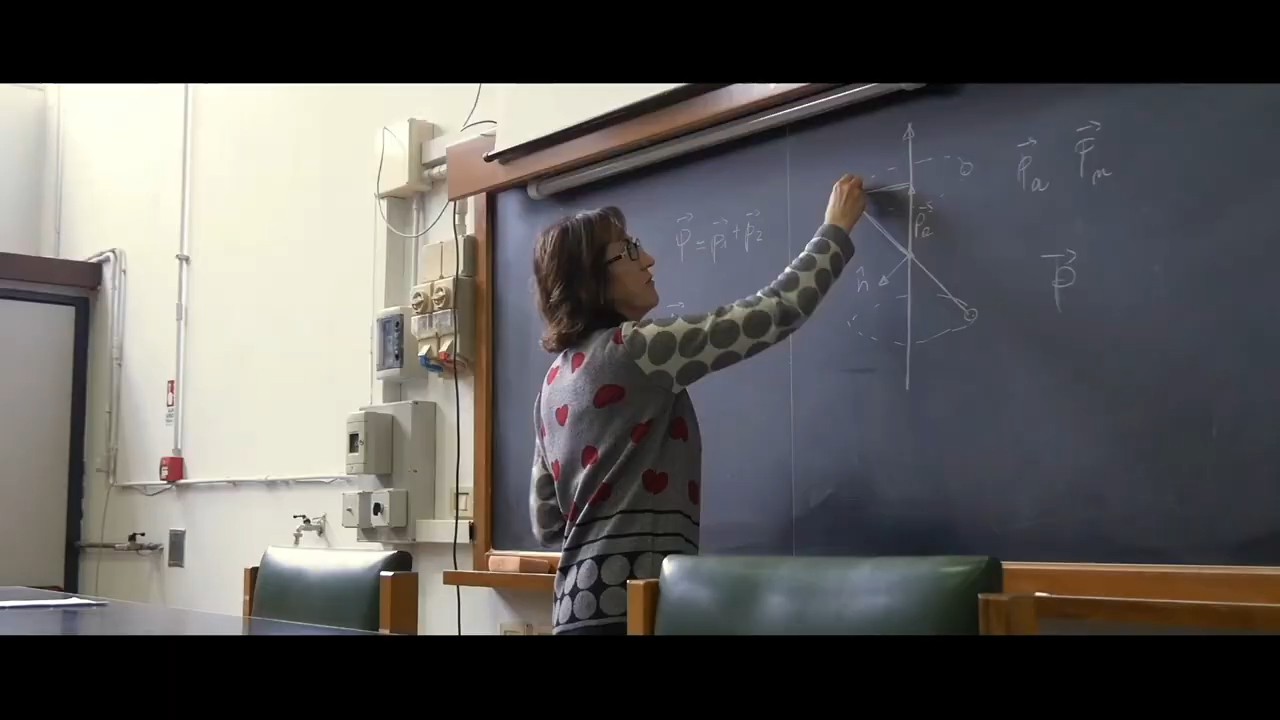 P⃗ = p⃗₁ + p⃗₂
P⃗a P⃗m
P⃗a
p⃗
n̂